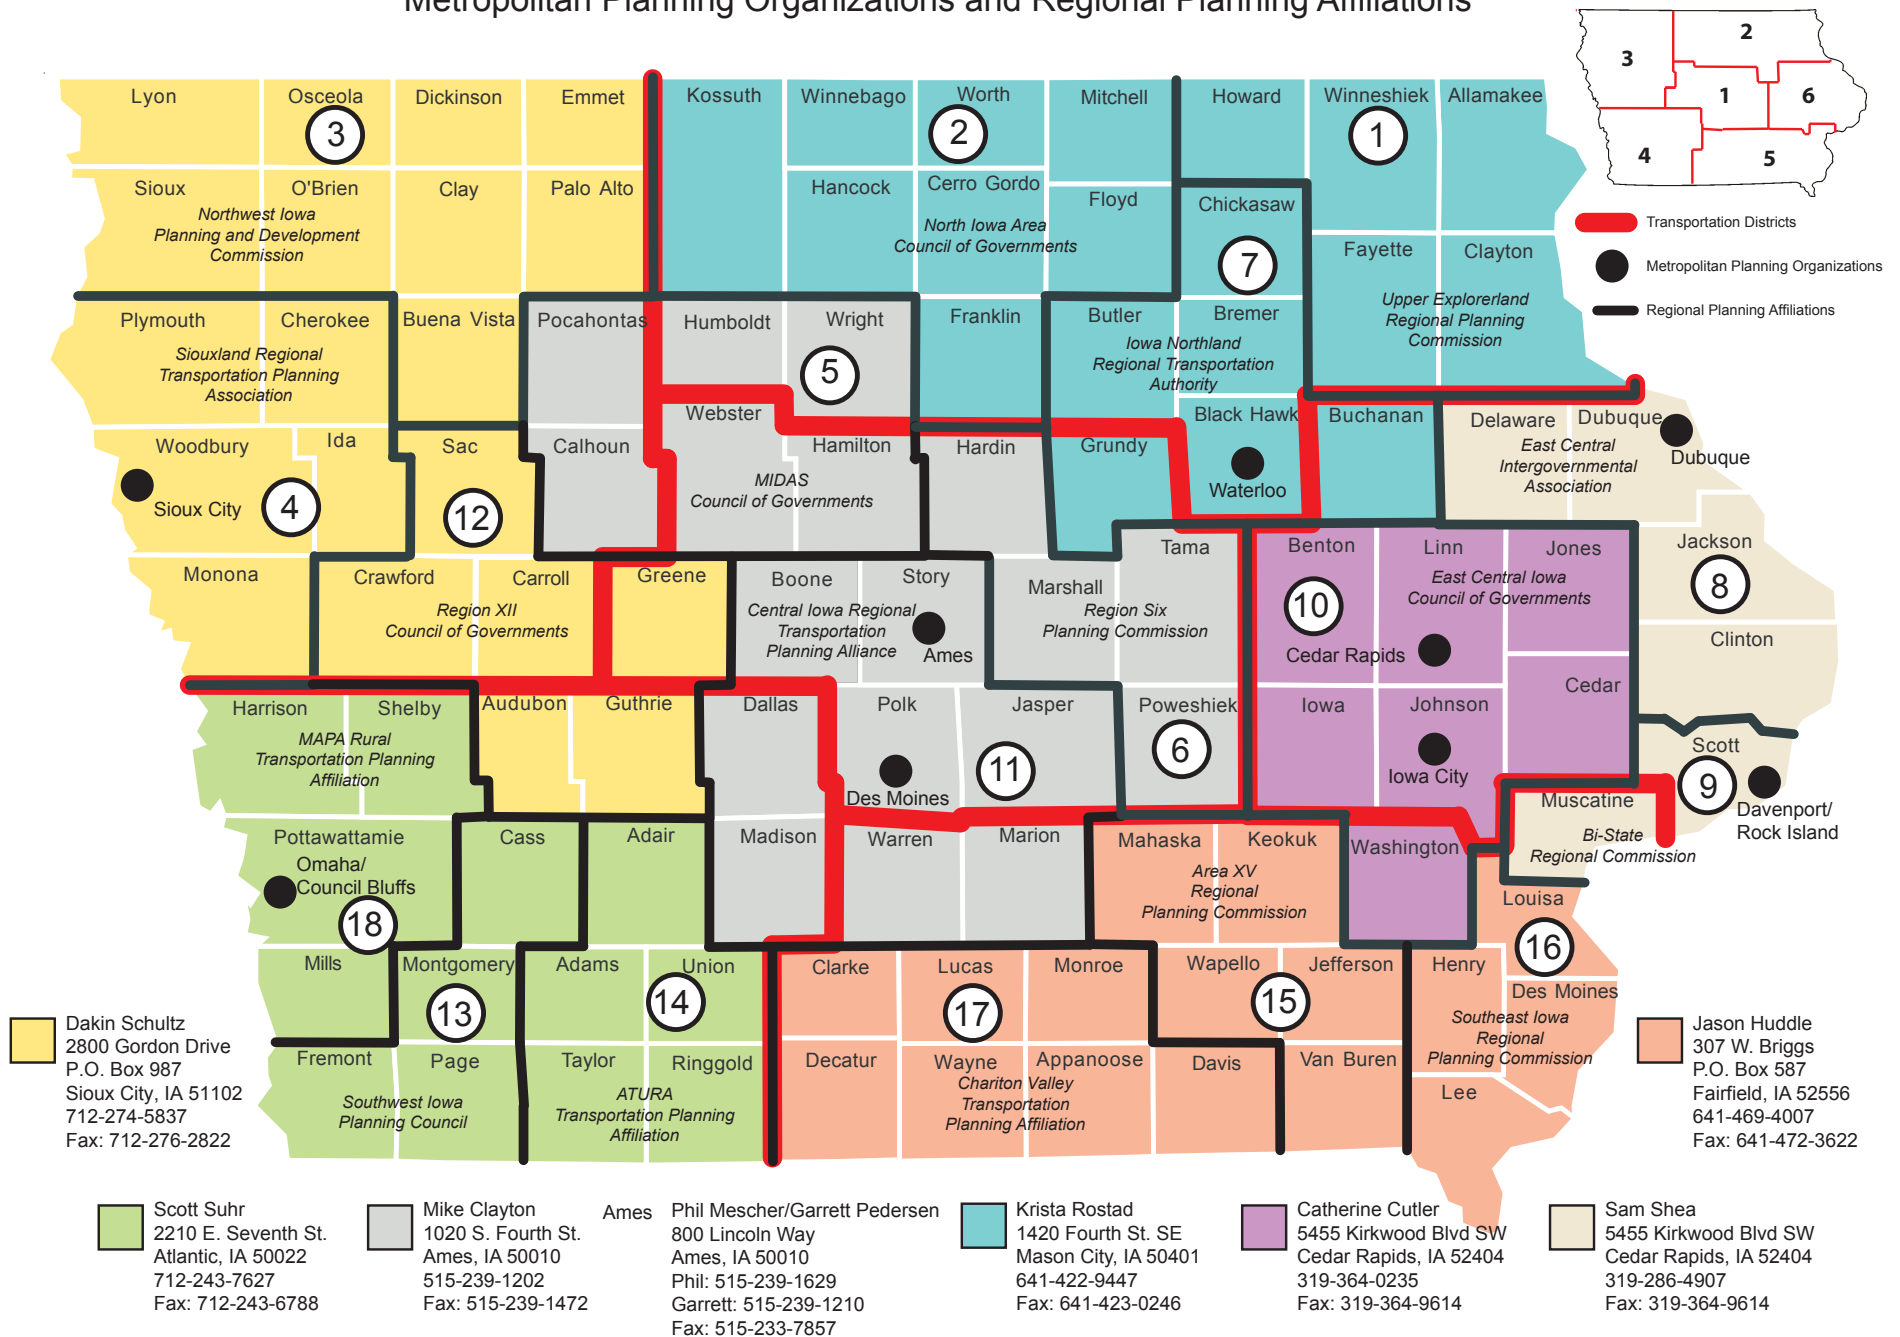 Metropolitan Planning Organizations and Regional Planning Affiliations
2
3
1
6
4
5
Transportation Districts
Metropolitan Planning Organizations
Regional Planning Affiliations
Lyon
Osceola
Dickinson
Emmet
Kossuth
Winnebago
Worth
Mitchell
Howard
Winneshiek
Allamakee
3
2
1
Sioux
O'Brien
Clay
Palo Alto
Hancock
Cerro Gordo
Floyd
Chickasaw
Northwest Iowa
Planning and Development
Commission
North Iowa Area
Council of Governments
7
Fayette
Clayton
Upper Explorerland
Regional Planning
Commission
Plymouth
Cherokee
Buena Vista
Pocahontas
Humboldt
Wright
Franklin
Butler
Bremer
Siouxland Regional
Transportation Planning
Association
5
Iowa Northland
Regional Transportation
Authority
Webster
Black Hawk
Buchanan
Delaware
Dubuque
Woodbury
Ida
Sac
Calhoun
Hamilton
Hardin
Grundy
East Central
Intergovernmental
Association
Dubuque
Sioux City
4
12
MIDAS
Council of Governments
Waterloo
Monona
Crawford
Carroll
Greene
Boone
Story
Marshall
Tama
Benton
Linn
Jones
Jackson
Region XII
Council of Governments
Central Iowa Regional
Transportation
Planning Alliance
Ames
Region Six
Planning Commission
10
East Central Iowa
Council of Governments
Cedar Rapids
8
Clinton
Harrison
Shelby
Audubon
Guthrie
Dallas
Polk
Jasper
Poweshiek
Iowa
Johnson
Cedar
MAPA Rural
Transportation Planning
Affiliation
Des Moines
11
6
Iowa City
Scott
9
Davenport/
Rock Island
Muscatine
Bi-State
Regional Commission
Pottawattamie
Cass
Adair
Madison
Warren
Marion
Mahaska
Keokuk
Washington
Louisa
Omaha/
Council Bluffs
18
Area XV
Regional
Planning Commission
16
Mills
Montgomery
Adams
Union
Clarke
Lucas
Monroe
Wapello
Jefferson
Henry
Des Moines
13
14
17
15
Southeast Iowa
Regional
Planning Commission
Fremont
Page
Taylor
Ringgold
Decatur
Wayne
Appanoose
Davis
Van Buren
Lee
Southwest Iowa
Planning Council
ATURA
Transportation Planning
Affiliation
Chariton Valley
Transportation
Planning Affiliation
Dakin Schultz
2800 Gordon Drive
P.O. Box 987
Sioux City, IA 51102
712-274-5837
Fax: 712-276-2822
Jason Huddle
307 W. Briggs
P.O. Box 587
Fairfield, IA 52556
641-469-4007
Fax: 641-472-3622
Scott Suhr
2210 E. Seventh St.
Atlantic, IA 50022
712-243-7627
Fax: 712-243-6788
Mike Clayton
1020 S. Fourth St.
Ames, IA 50010
515-239-1202
Fax: 515-239-1472
Ames
Phil Mescher/Garrett Pedersen
800 Lincoln Way
Ames, IA 50010
Phil: 515-239-1629
Garrett: 515-239-1210
Fax: 515-233-7857
Krista Rostad
1420 Fourth St. SE
Mason City, IA 50401
641-422-9447
Fax: 641-423-0246
Catherine Cutler
5455 Kirkwood Blvd SW
Cedar Rapids, IA 52404
319-364-0235
Fax: 319-364-9614
Sam Shea
5455 Kirkwood Blvd SW
Cedar Rapids, IA 52404
319-286-4907
Fax: 319-364-9614